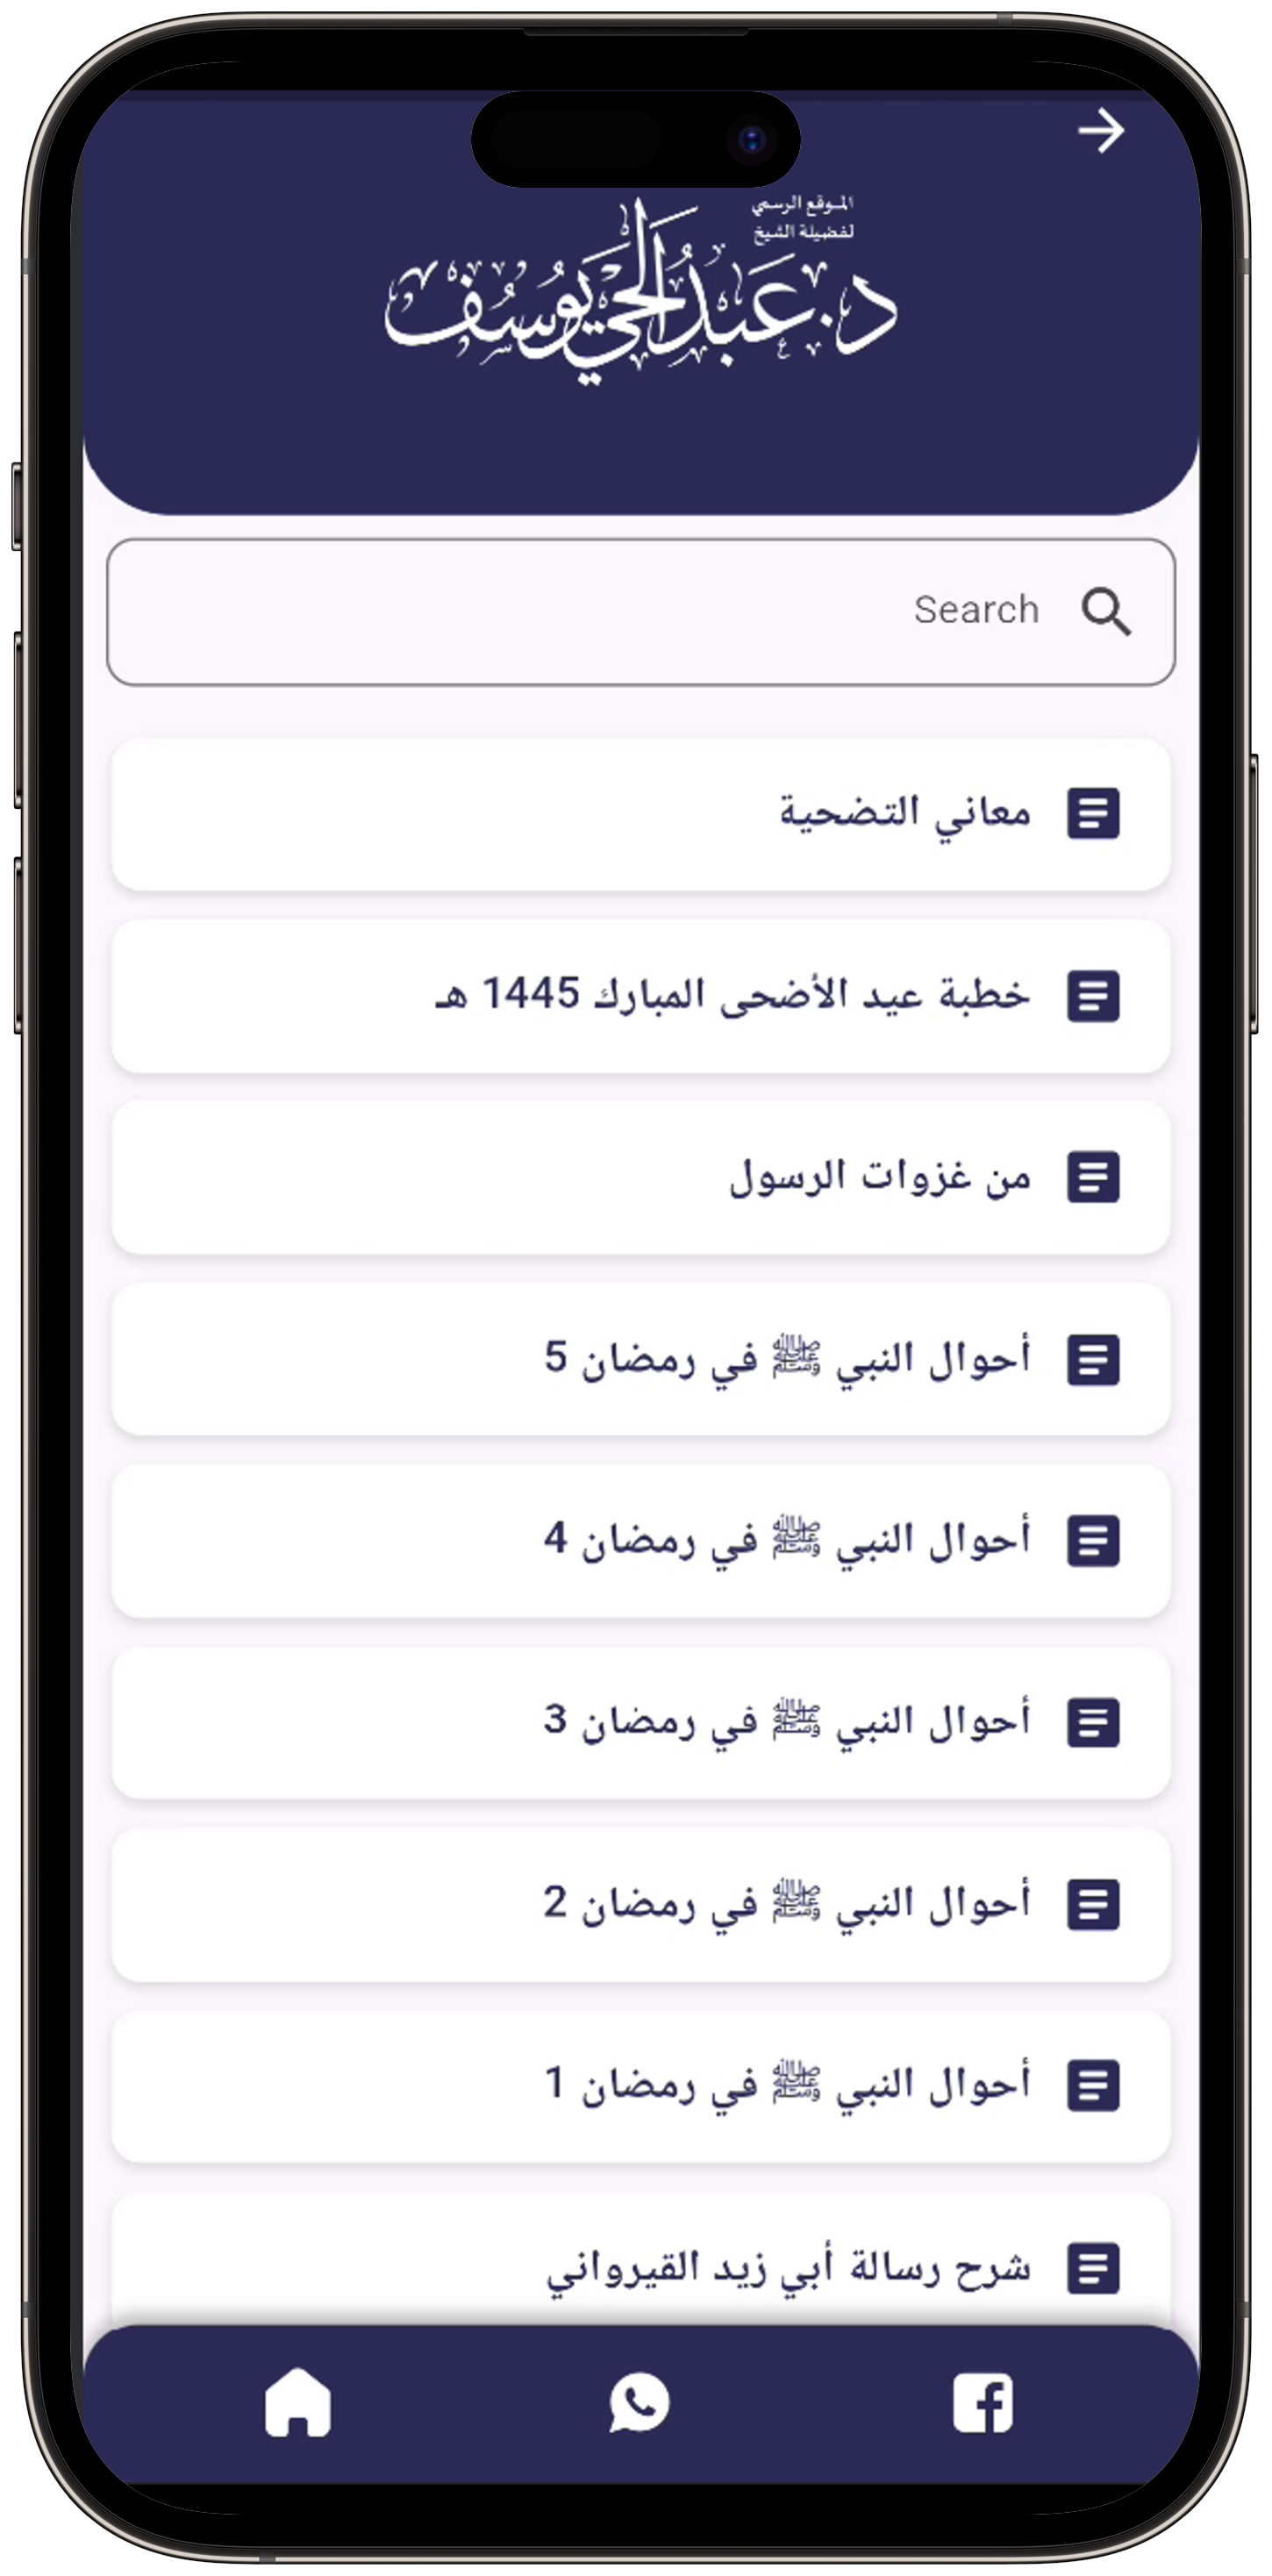 الموقع الرسمي
لفضيلة الشيخ
د. عَبدُ الحَيّ يُوسُف
Search
معاني التضحية
خطبة عيد الأضحى المبارك 1445 هـ
من غزوات الرسول
أحوال النبي ﷺ في رمضان 5
أحوال النبي ﷺ في رمضان 4
أحوال النبي ﷺ في رمضان 3
أحوال النبي ﷺ في رمضان 2
أحوال النبي ﷺ في رمضان 1
شرح رسالة أبي زيد القيرواني